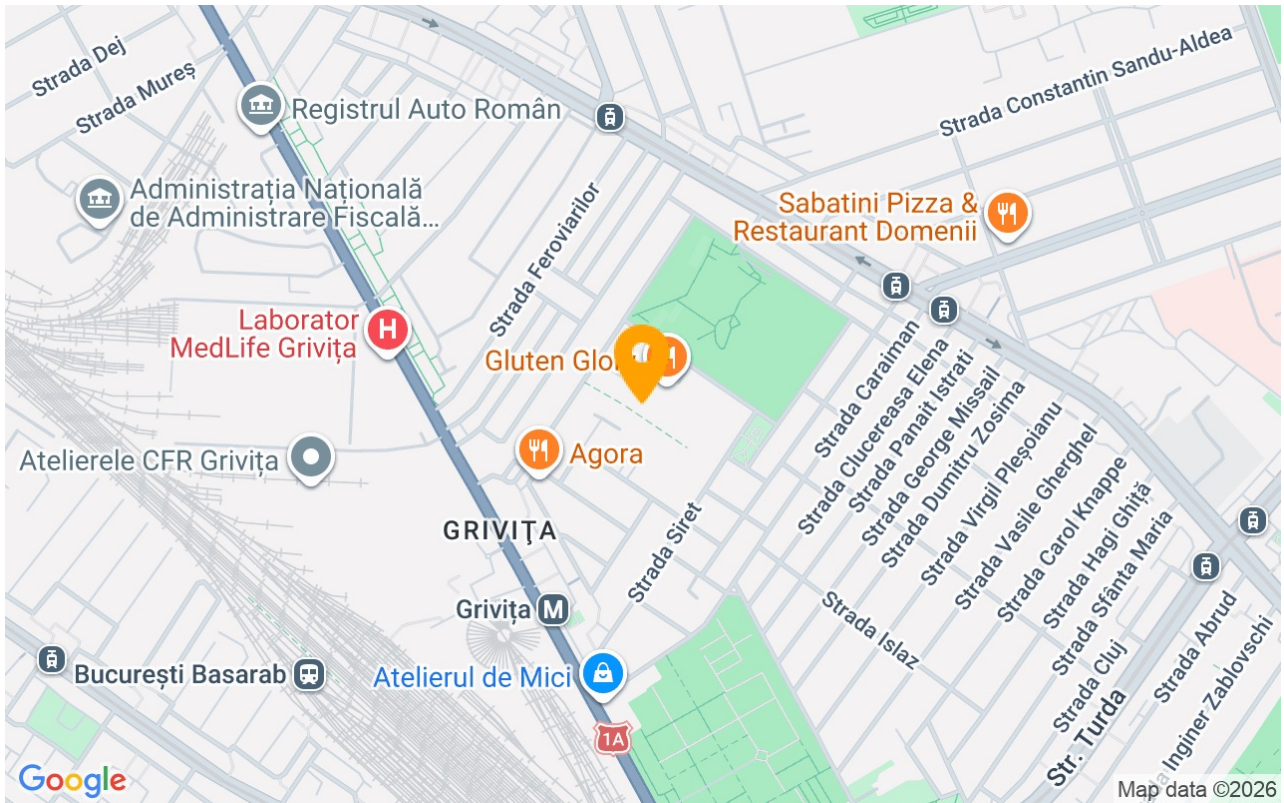 Strada Dej
Strada Mureș
Registrul Auto Român
Strada Constantin Sandu-Aldea
Administrația Națională
de Administrare Fiscală...
Strada Feroviarilor
Sabatini Pizza &
Restaurant Domenii
Laborator
MedLife Grivița
H
Gluten Glo
Strada Caraiman
Strada Clucereasa Elena
Strada Panait Istrati
Strada George Missail
Strada Dumitru Zosima
Strada Virgil Pleșoianu
Strada Vasile Gherghel
Strada Carol Knappe
Strada Hagi Ghiță
Strada Sfânta Maria
Strada Cluj
Str. Turda
Strada Abrud
Inginer Zablovschi
Atelierele CFR Grivița
Agora
GRIVIŢA
Strada Siret
Strada Islaz
Grivița M
București Basarab
Atelierul de Mici
1A
Google
Map data ©2026